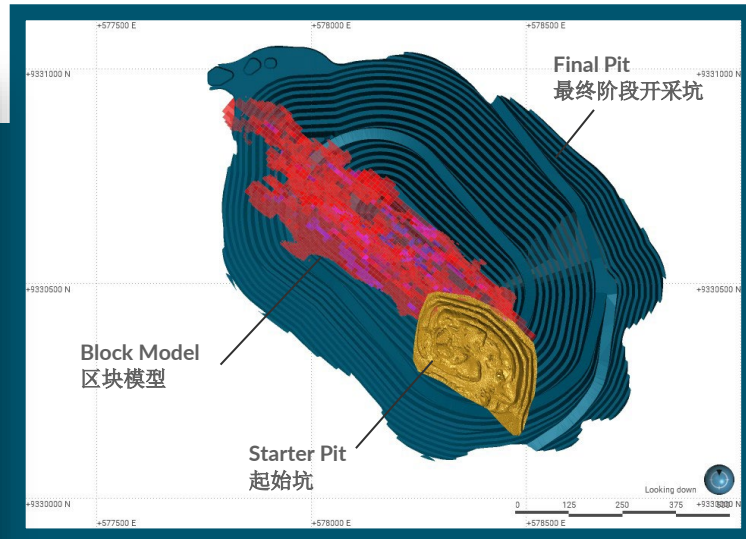 +577500 E
+578000 E
+578500 E
+9331000 N
+9331000 N
Final Pit
最终阶段开采坑
+9330500 N
+9330500 N
Block Model
区块模型
Starter Pit
起始坑
Looking down
+9330000 N
0
125
250
375
500
+577500 E
+578000 E
+578500 E